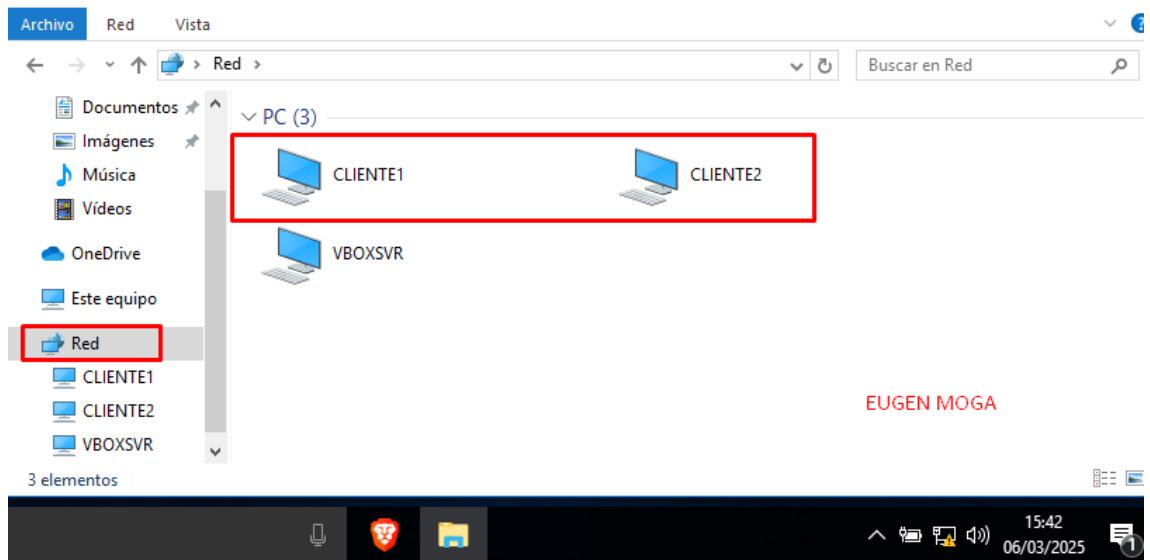 Archivo Red Vista
Red
Buscar en Red
Documentos
PC (3)
Imágenes
CLIENTE1 CLIENTE2
Música
Vídeos
OneDrive
VBOXSVR
Este equipo
Red
CLIENTE1
CLIENTE2
EUGEN MOGA
VBOXSVR
3 elementos
15:42
06/03/2025
1